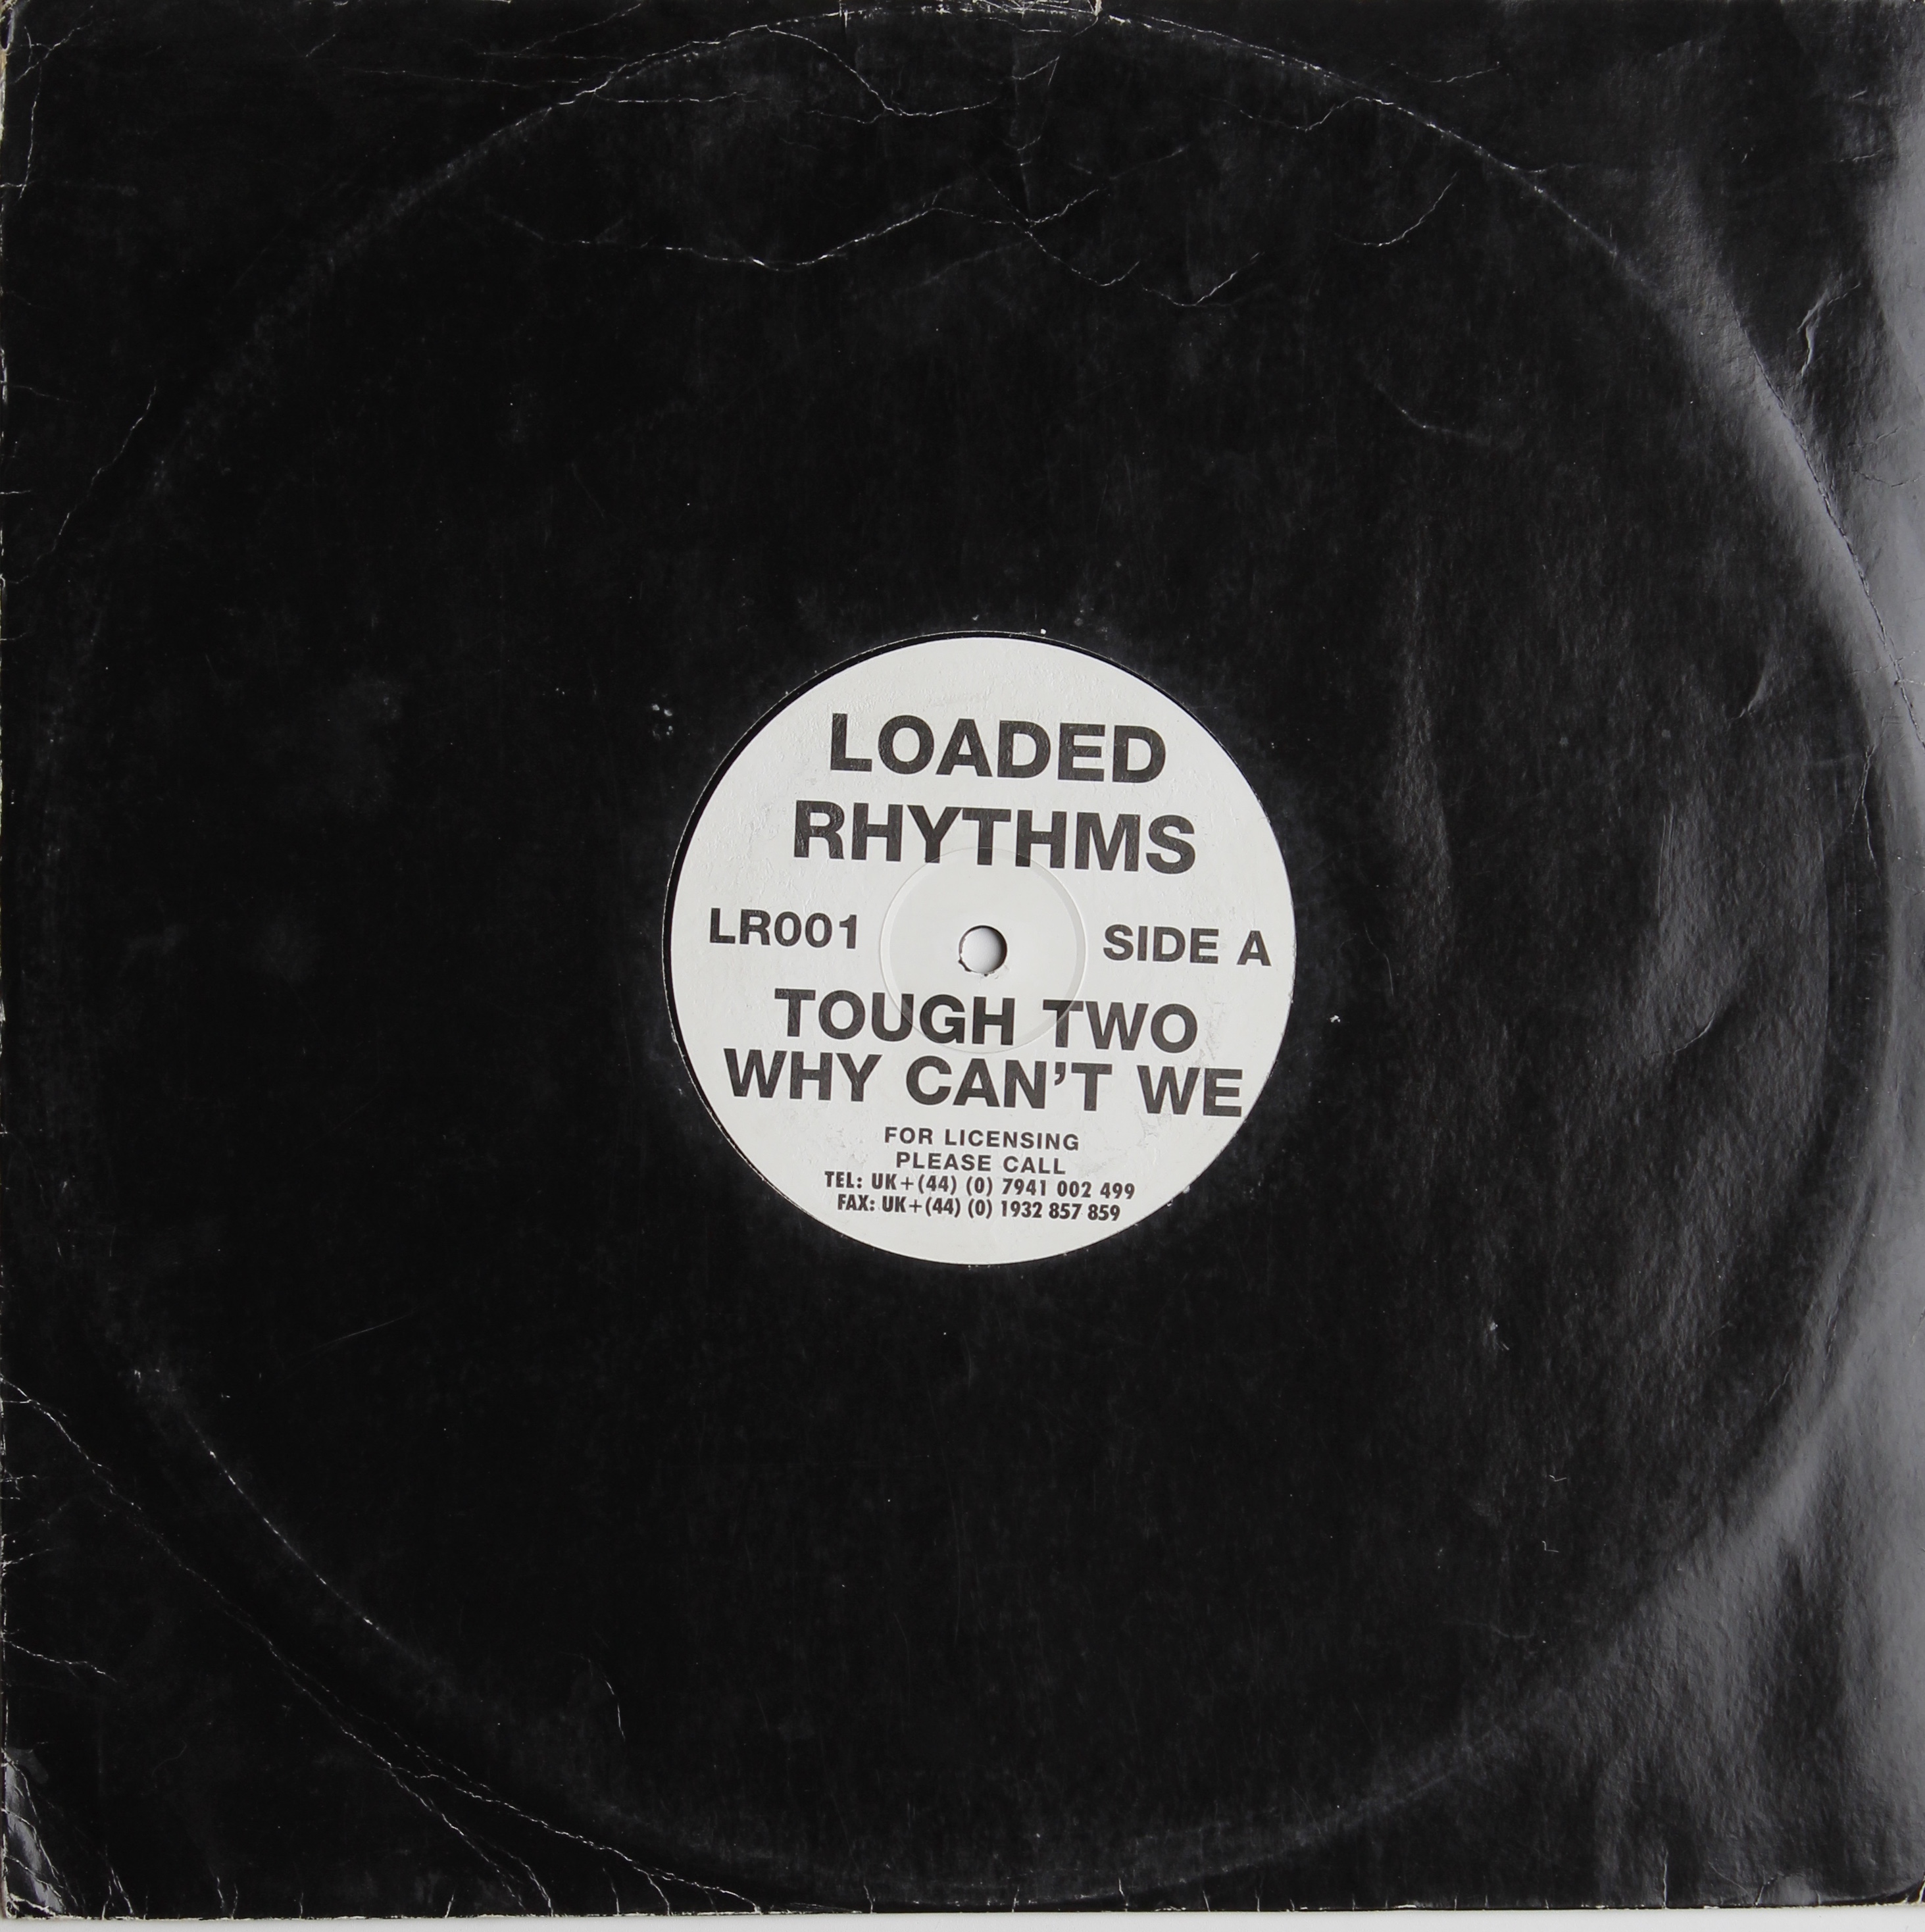 LOADED
RHYTHMS
LR001 SIDE A
TOUGH TWO
WHY CAN'T WE
FOR LICENSING
PLEASE CALL
TEL: UK+(44) (0) 7941 002 499
FAX: UK+(44) (0) 1932 857 859